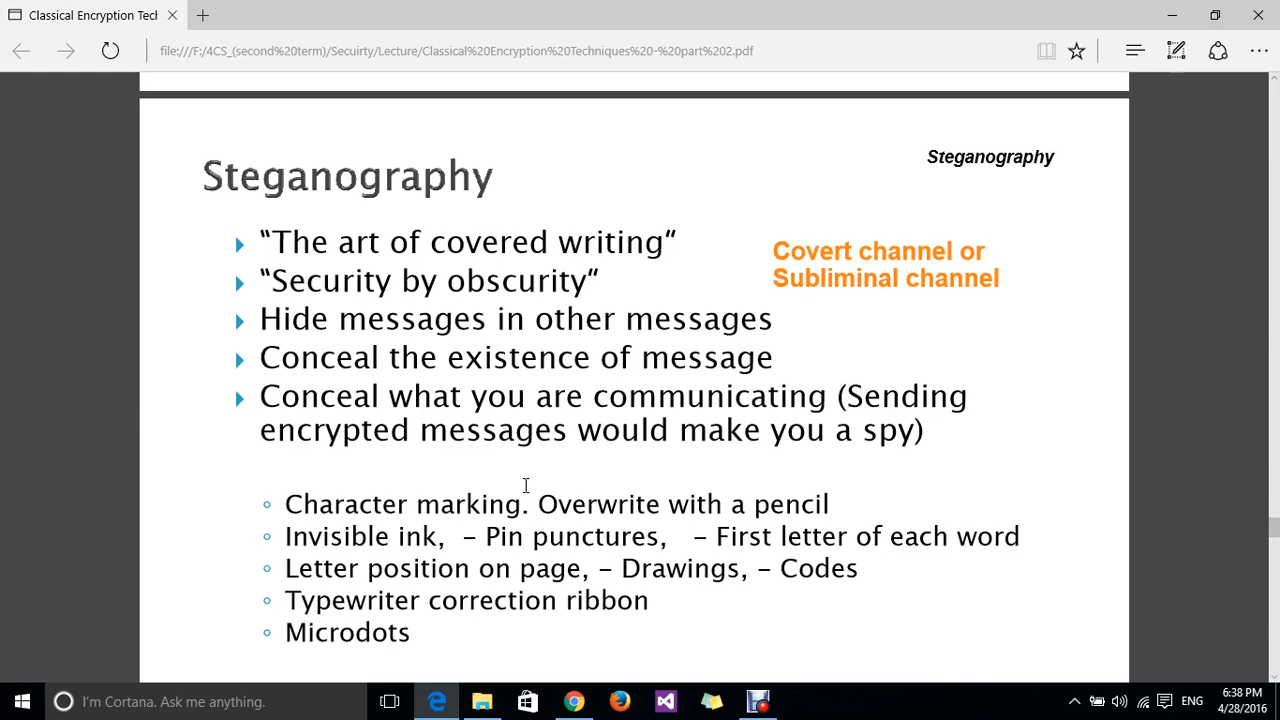 Classical Encryption Tech
file:///F:/4CS_(second%20term)/Secuirty/Lecture/Classical%20Encryption%20Techniques%20-%20part%202.pdf
Steganography
Steganography
“The art of covered writing“
“Security by obscurity“
Covert channel or
Subliminal channel
Hide messages in other messages
Conceal the existence of message
Conceal what you are communicating (Sending
encrypted messages would make you a spy)
Character marking. Overwrite with a pencil
Invisible ink, – Pin punctures, – First letter of each word
Letter position on page, – Drawings, – Codes
Typewriter correction ribbon
Microdots
I'm Cortana. Ask me anything.
ENG
6:38 PM
4/28/2016